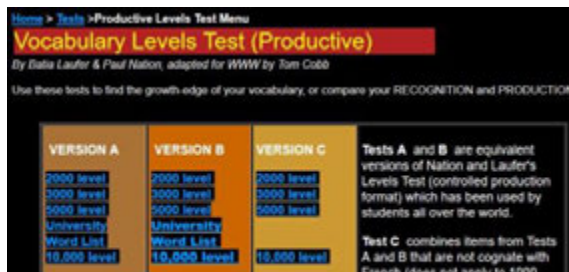 Home > Tests >Productive Levels Test Menu
Vocabulary Levels Test (Productive)
By Batia Laufer & Paul Nation, adapted for WWW by Tom Cobb
Use these tests to find the growth edge of your vocabulary, or compare your RECOGNITION and PRODUCTION
VERSION A
2000 level
3000 level
5000 level
University
Word List
10,000 level
VERSION B
2000 level
3000 level
5000 level
University
Word List
10,000 level
VERSION C
2000 level
3000 level
5000 level
10,000 level
Tests A and B are equivalent
versions of Nation and Laufer's
Levels Test (controlled production
format) which has been used by
students all over the world.
Test C combines items from Tests
A and B that are not cognate with